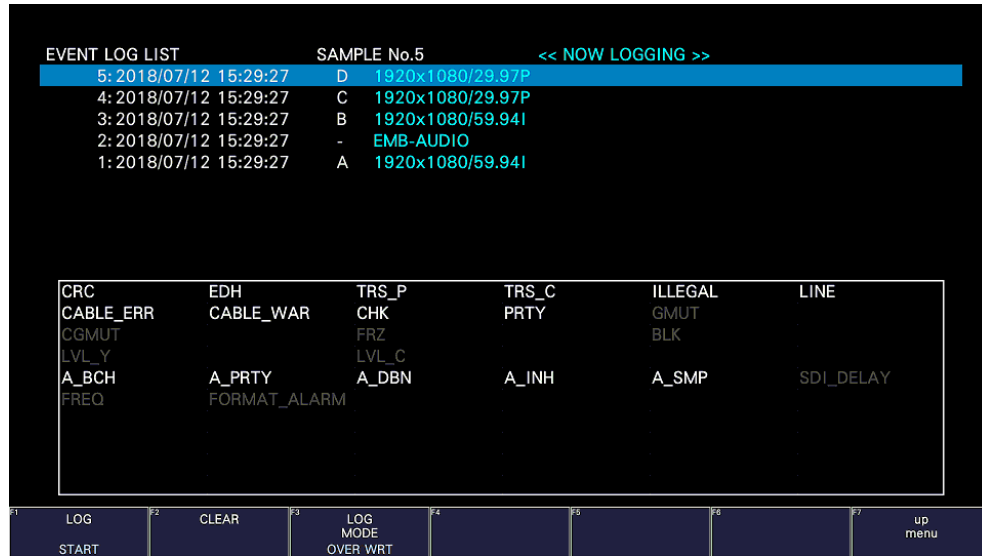 EVENT LOG LIST SAMPLE No.5 << NOW LOGGING >>
5: 2018/07/12 15:29:27 D 1920x1080/29.97P
4: 2018/07/12 15:29:27 C 1920x1080/29.97P
3: 2018/07/12 15:29:27 B 1920x1080/59.94I
2: 2018/07/12 15:29:27 - EMB-AUDIO
1: 2018/07/12 15:29:27 A 1920x1080/59.94I
CRC EDH TRS_P TRS_C ILLEGAL LINE
CABLE_ERR CABLE_WAR CHK PRTY GMUT
CGMUT FRZ BLK
LVL_Y LVL_C
A_BCH A_PRTY A_DBN A_INH A_SMP SDI_DELAY
FREQ FORMAT_ALARM
F1 LOG F2 CLEAR F3 LOG F4 F5 F6 F7 up
MODE menu
START OVER WRT